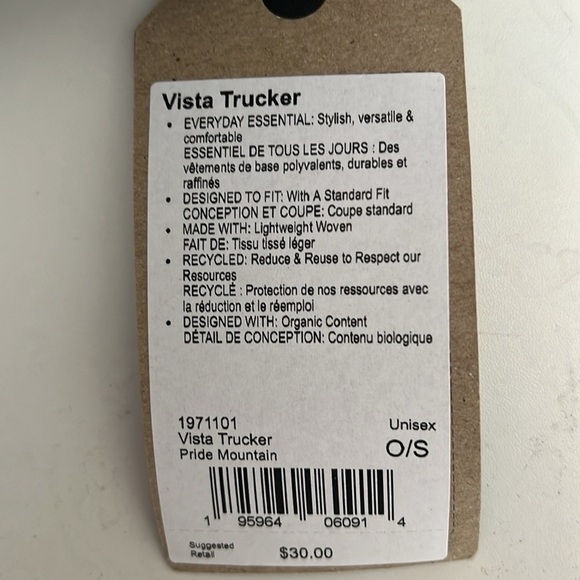 Vista Trucker
• EVERYDAY ESSENTIAL: Stylish, versatile &
comfortable
ESSENTIEL DE TOUS LES JOURS : Des
vêtements de base polyvalents, durables et
raffinés
• DESIGNED TO FIT: With A Standard Fit
CONCEPTION ET COUPE: Coupe standard
• MADE WITH: Lightweight Woven
FAIT DE: Tissu tissé léger
• RECYCLED: Reduce & Reuse to Respect our
Resources
RECYCLÉ : Protection de nos ressources avec
la réduction et le réemploi
• DESIGNED WITH: Organic Content
DÉTAIL DE CONCEPTION: Contenu biologique
1971101 Unisex
Vista Trucker O/S
Pride Mountain
1 95964 06091 4
Suggested
Retail $30.00